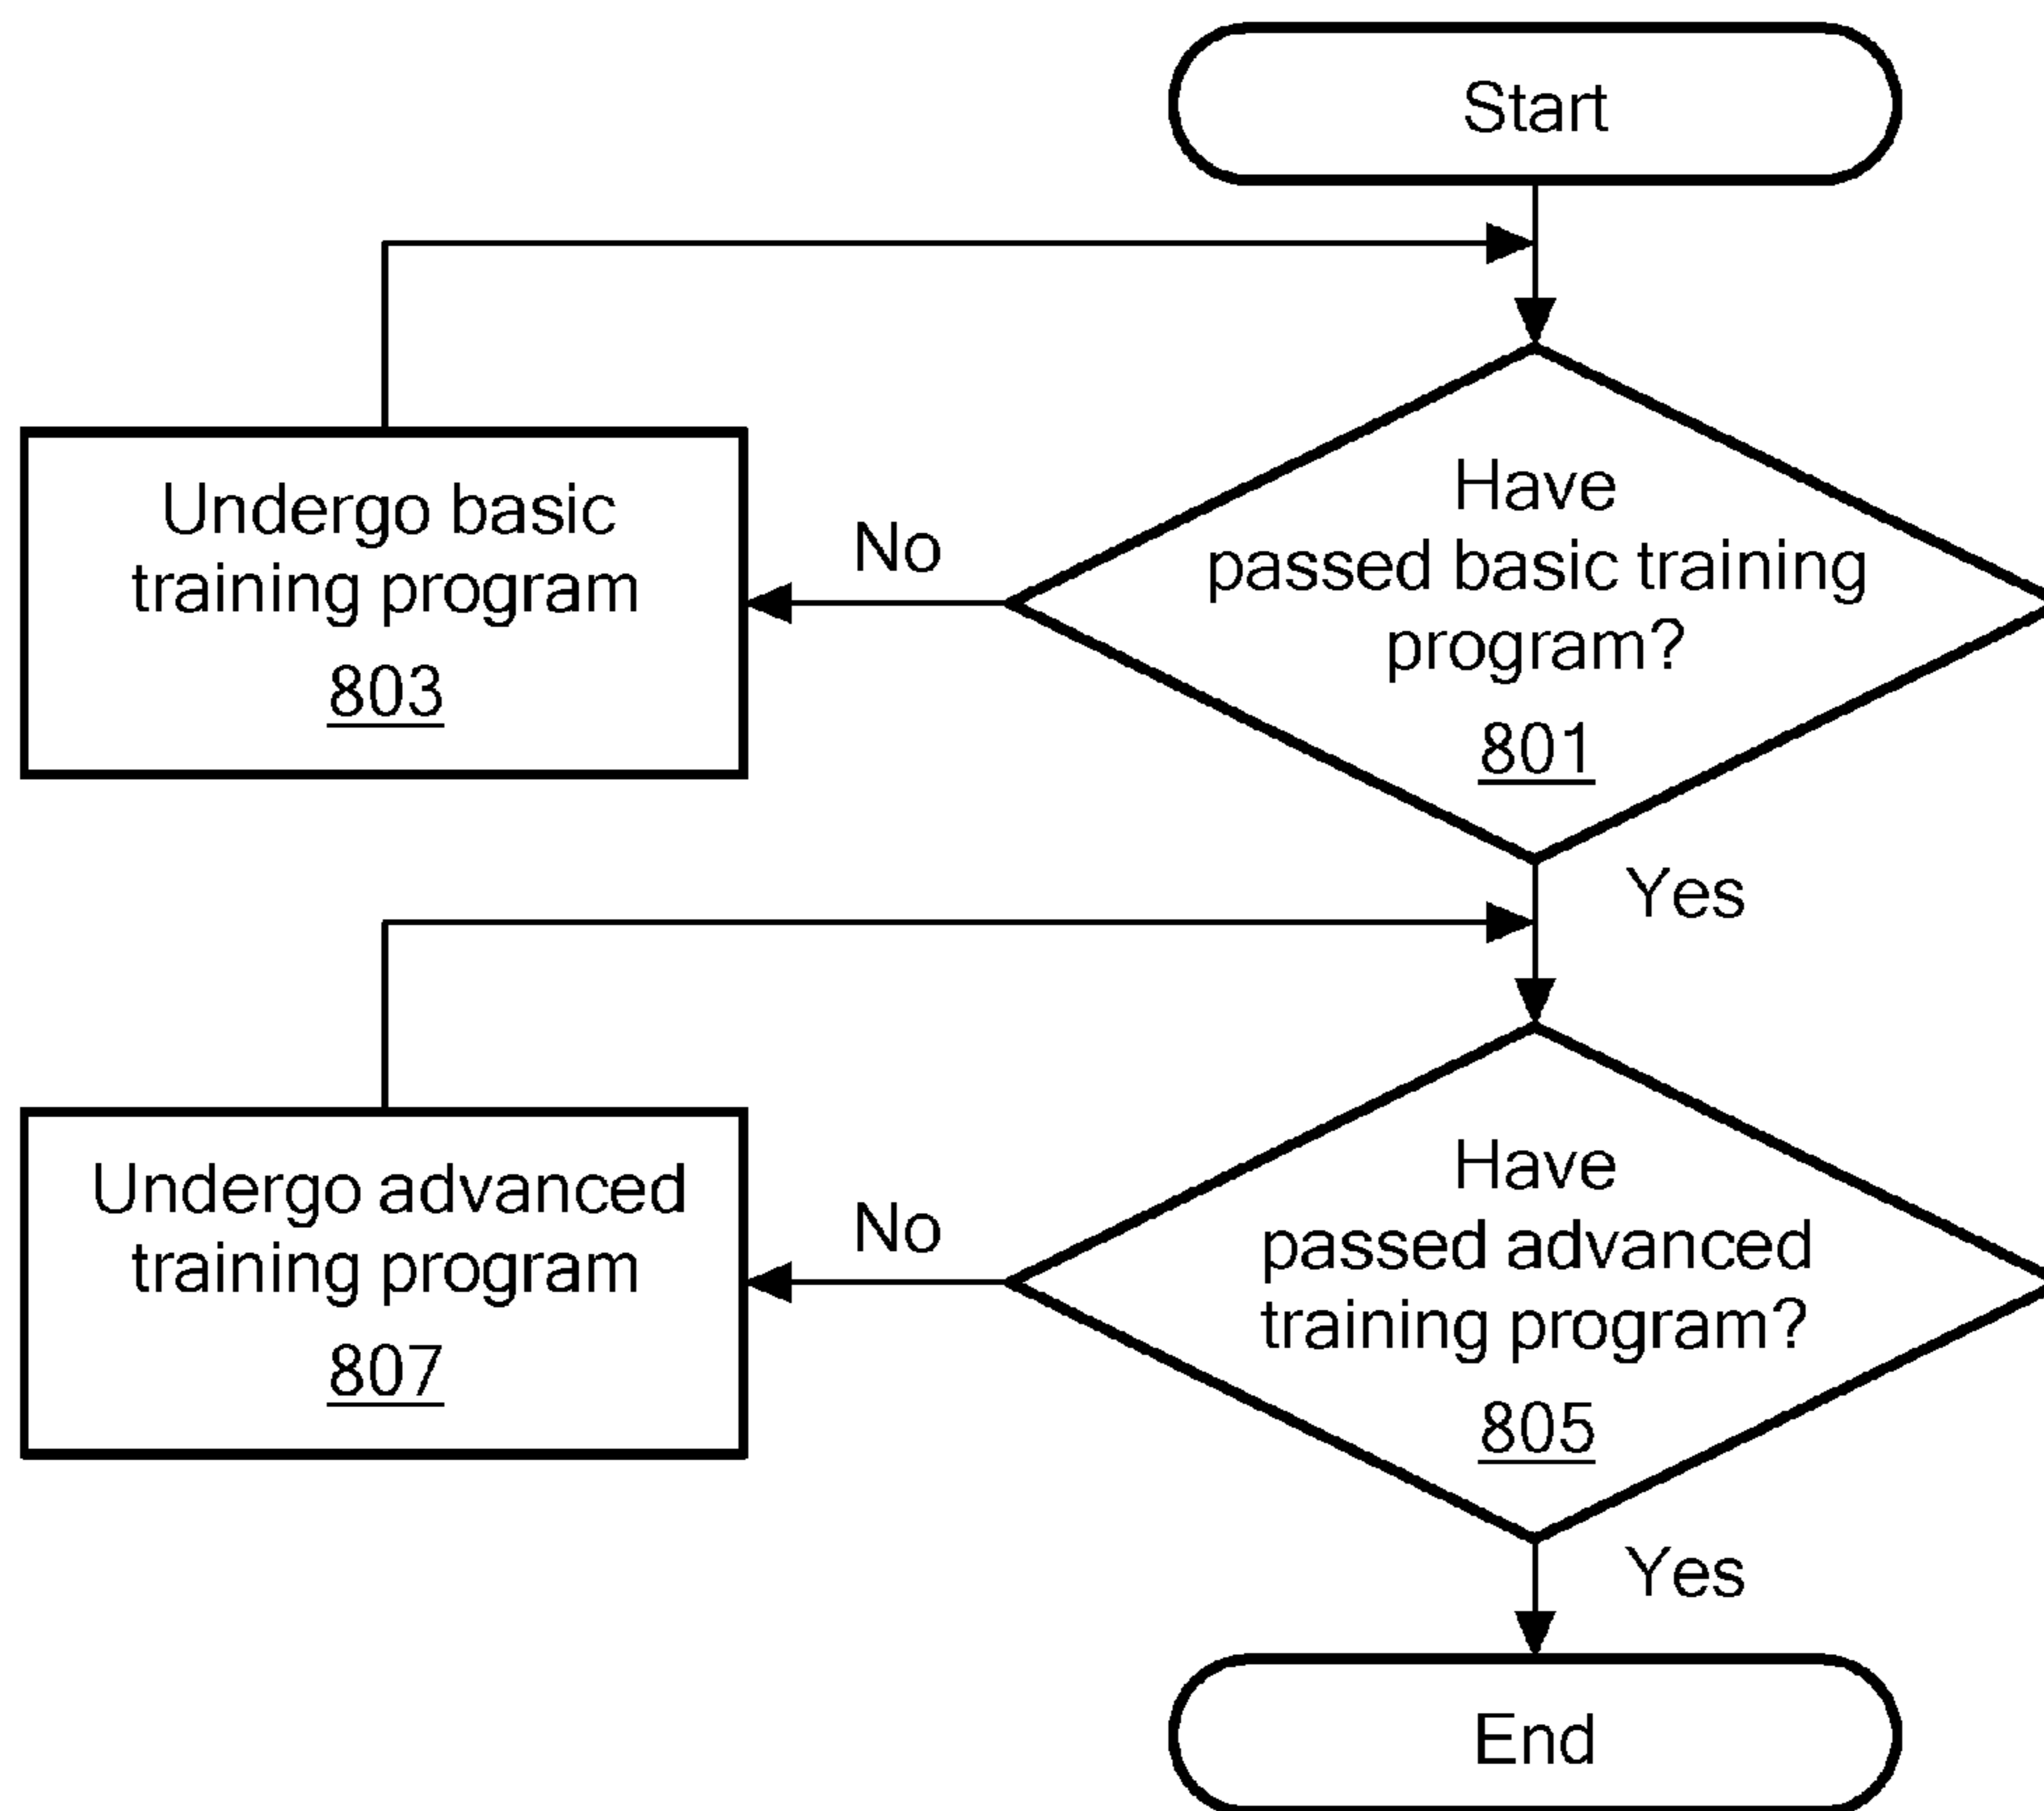 Start
Have
passed basic training
program?
801
No
Undergo basic
training program
803
Yes
Have
passed advanced
training program?
805
No
Undergo advanced
training program
807
Yes
End